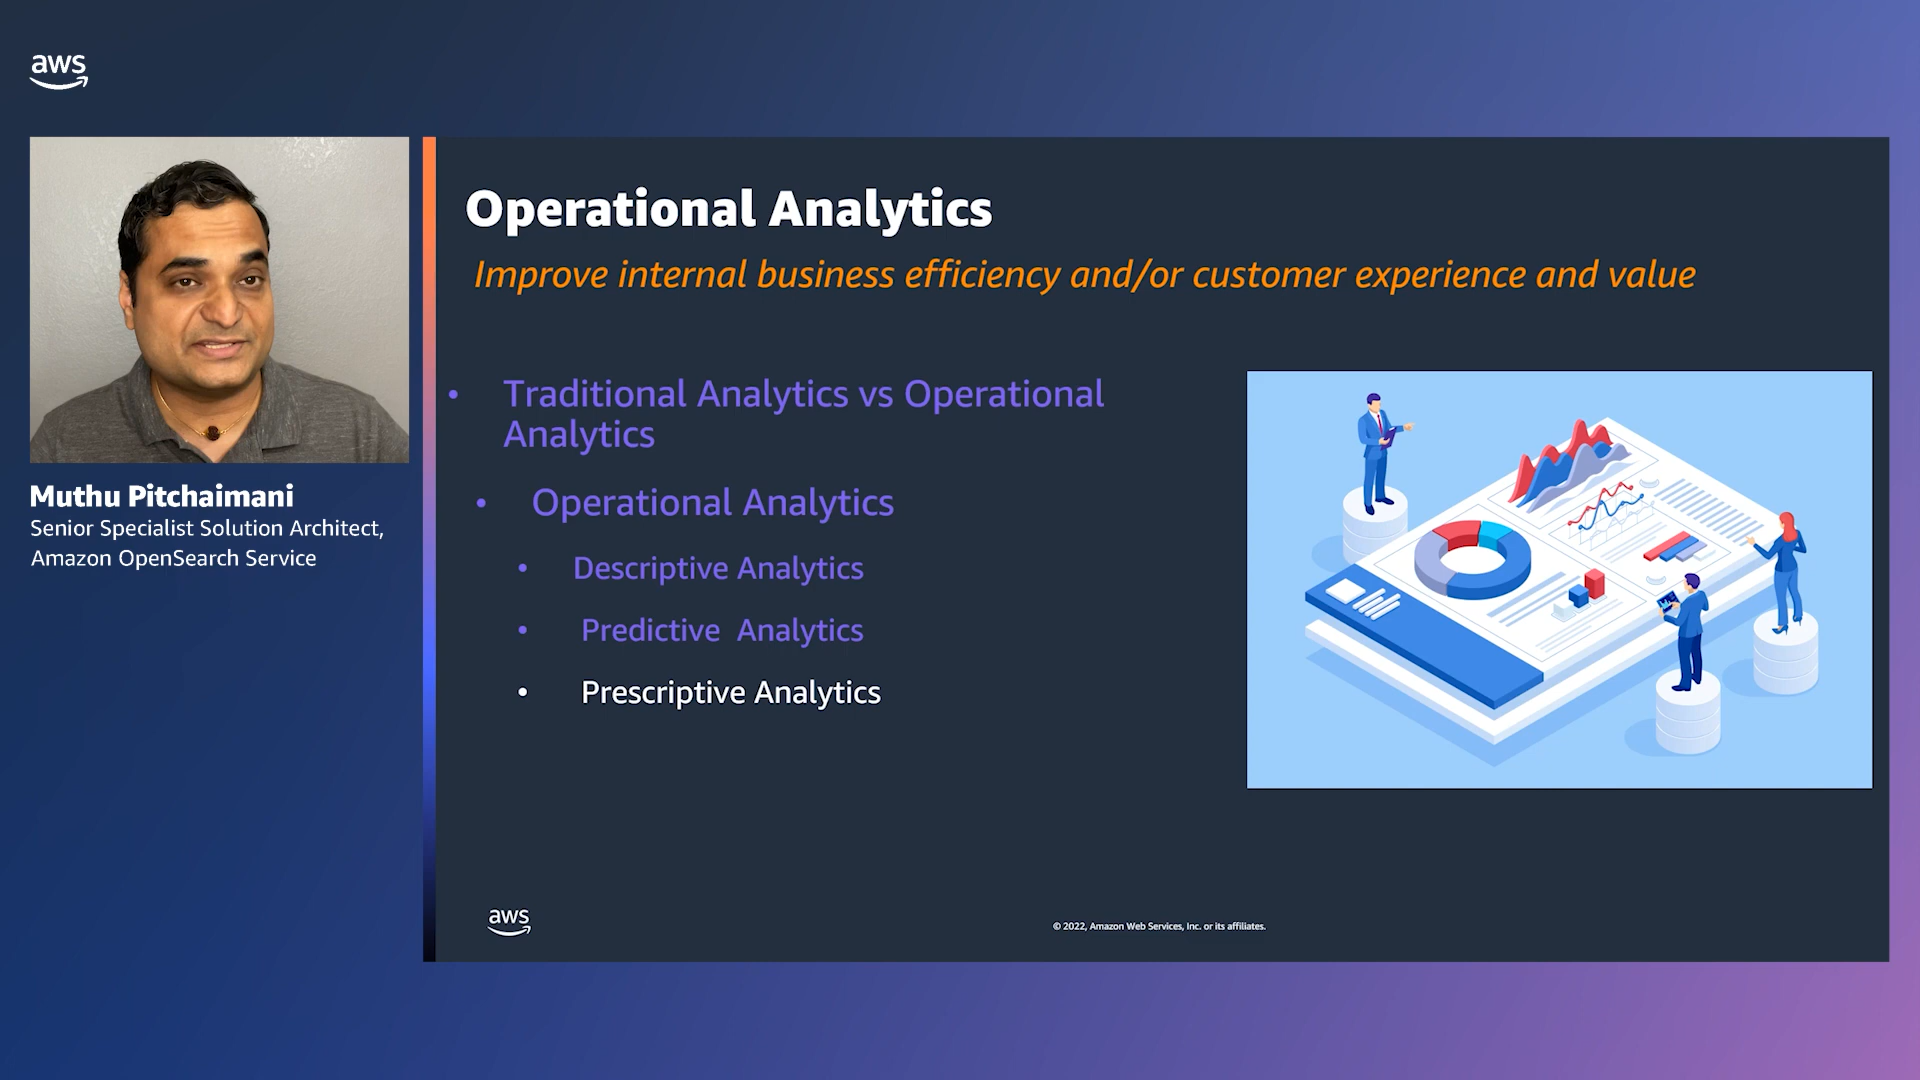 aws
Muthu Pitchaimani
Senior Specialist Solution Architect,
Amazon OpenSearch Service
Operational Analytics
Improve internal business efficiency and/or customer experience and value
• Traditional Analytics vs Operational
Analytics
• Operational Analytics
• Descriptive Analytics
• Predictive Analytics
• Prescriptive Analytics
aws
© 2022, Amazon Web Services, Inc. or its affiliates.